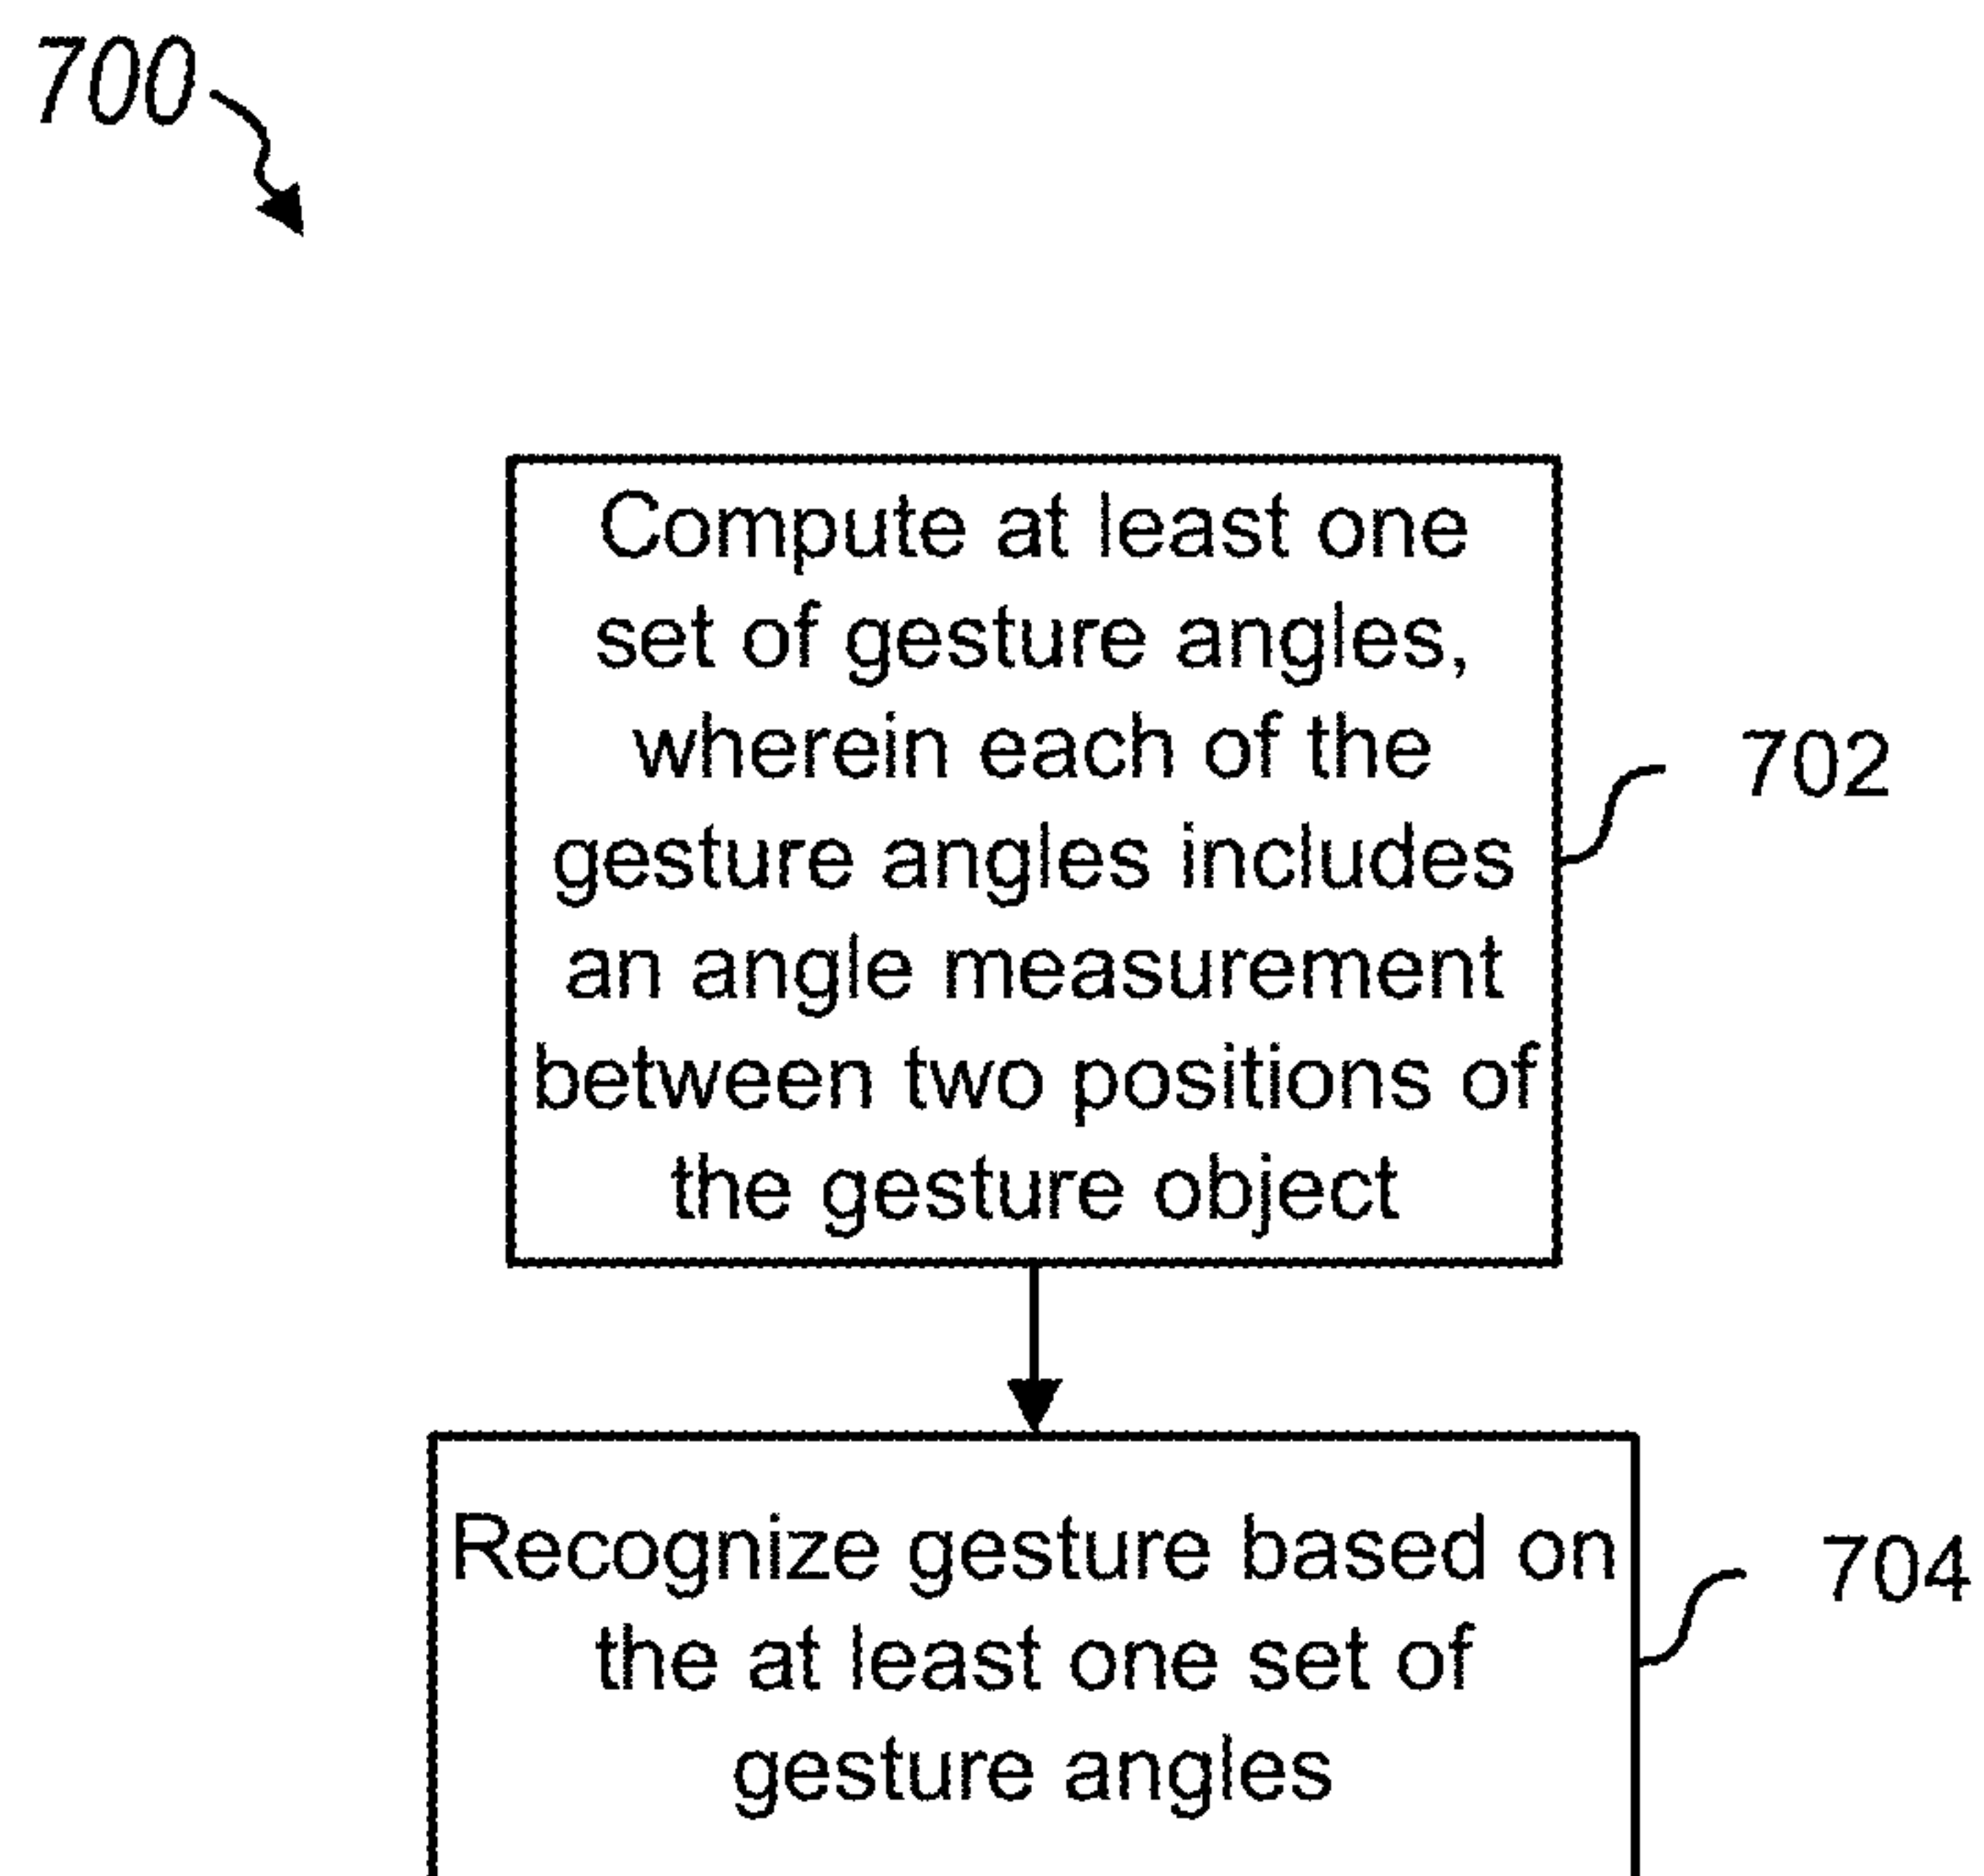 700
Compute at least one
set of gesture angles,
wherein each of the
gesture angles includes
an angle measurement
between two positions of
the gesture object
702
Recognize gesture based on
the at least one set of
gesture angles
704